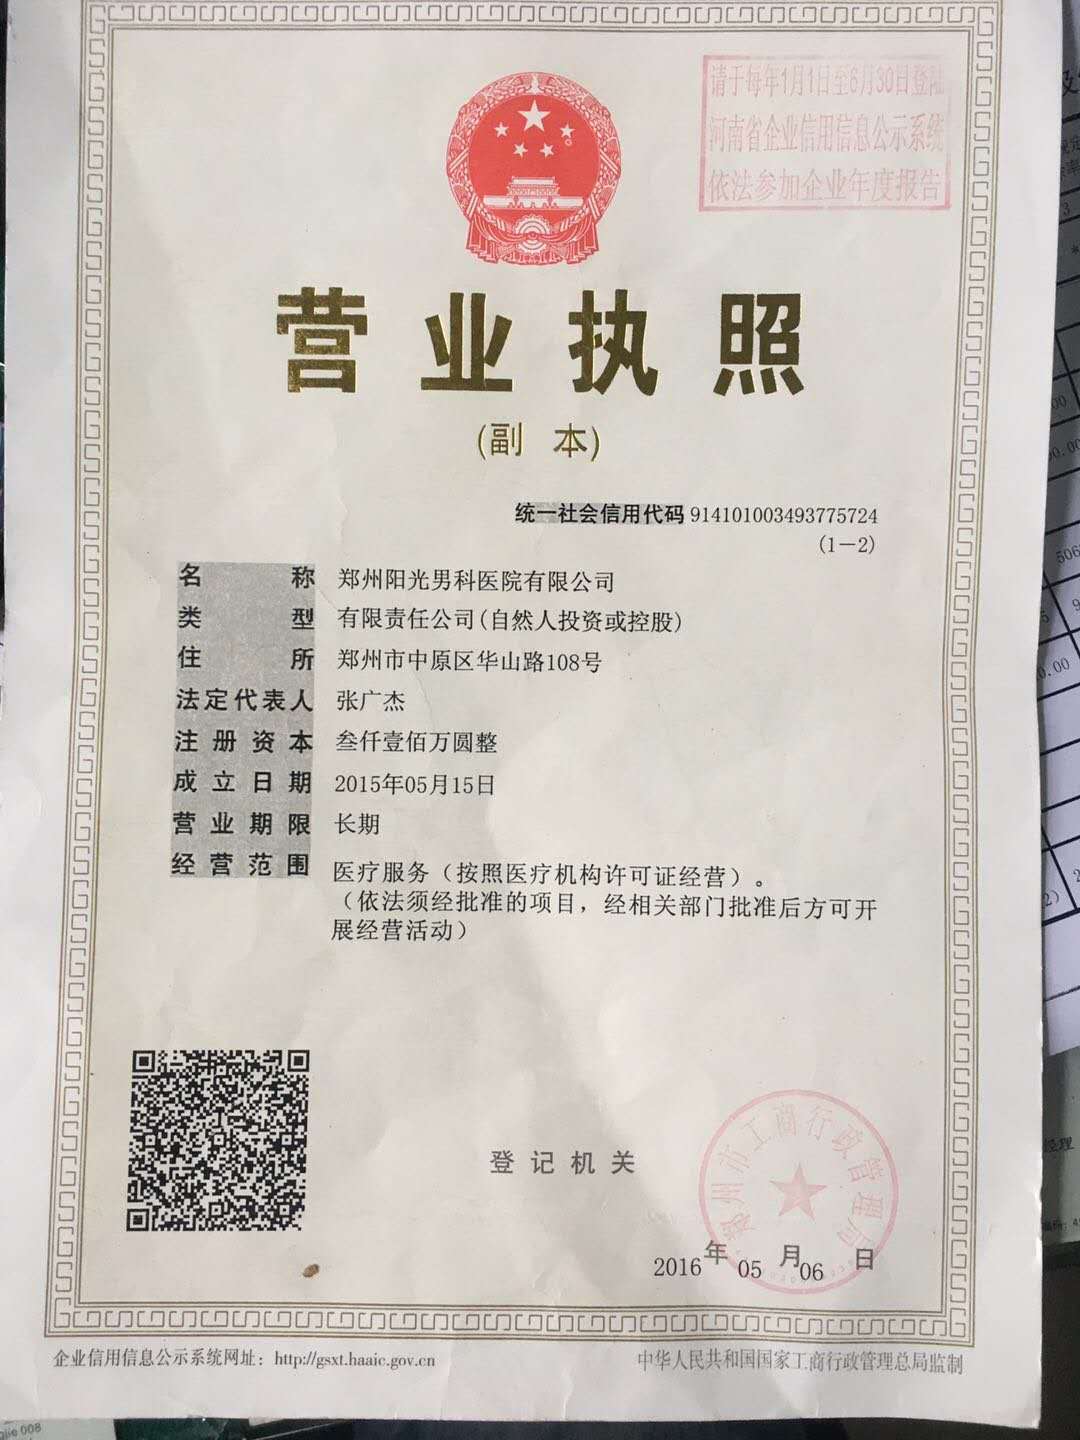 请于每年1月1日至6月30日登陆
河南省企业信用信息公示系统
依法参加企业年度报告
营业执照
(副 本)
统一社会信用代码 914101003493775724
(1－2)
名称 郑州阳光男科医院有限公司
类型 有限责任公司(自然人投资或控股)
住所 郑州市中原区华山路108号
法定代表人 张广杰
注册资本 叁仟壹佰万圆整
成立日期 2015年05月15日
营业期限 长期
经营范围 医疗服务（按照医疗机构许可证经营）。
（依法须经批准的项目，经相关部门批准后方可开
展经营活动）
登记机关
郑州市工商行政管理局
2016年05月06日
企业信用信息公示系统网址：http://gsxt.haaic.gov.cn
中华人民共和国国家工商行政管理总局监制